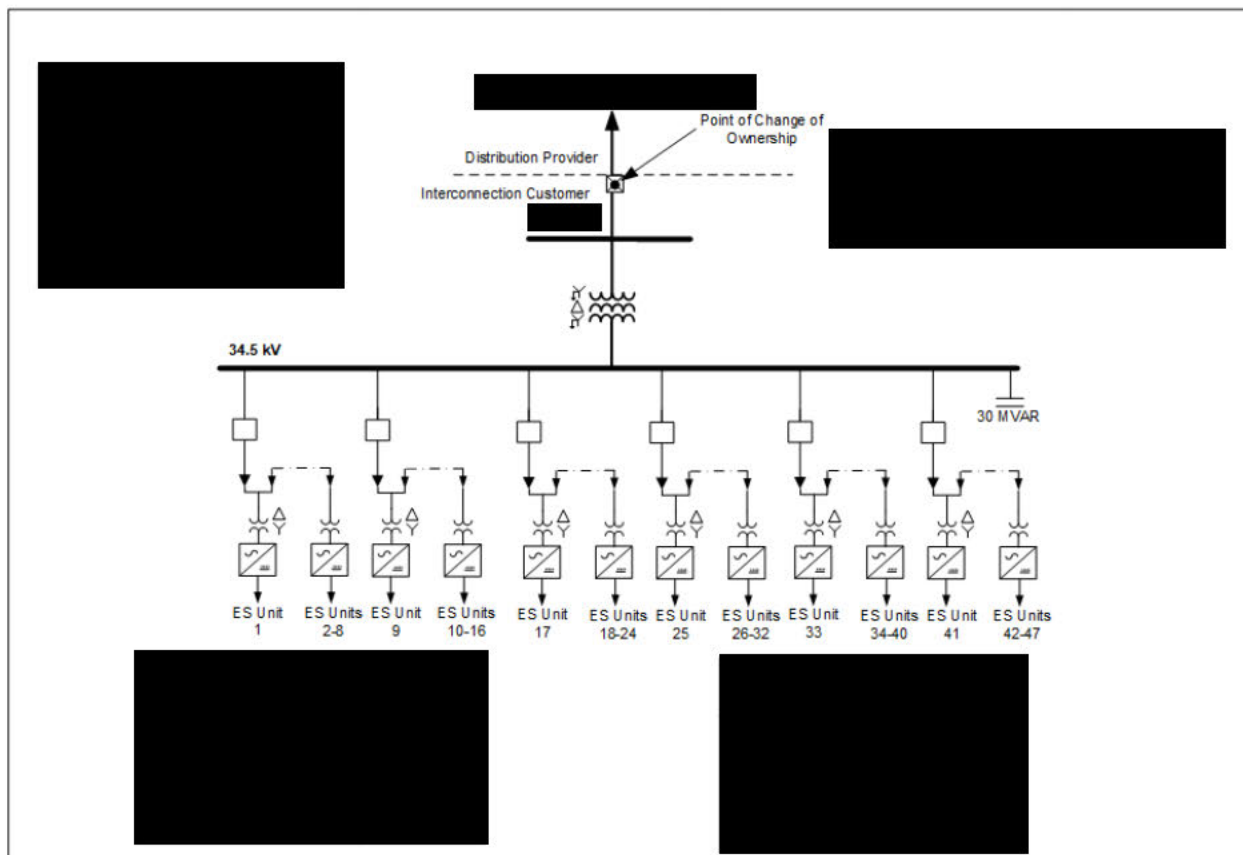 Point of Change of
Ownership
Distribution Provider
Interconnection Customer
34.5 kV
30 MVAR
ES Unit
1
ES Units
2-8
ES Unit
9
ES Units
10-16
ES Unit
17
ES Units
18-24
ES Unit
25
ES Units
26-32
ES Unit
33
ES Units
34-40
ES Unit
41
ES Units
42-47